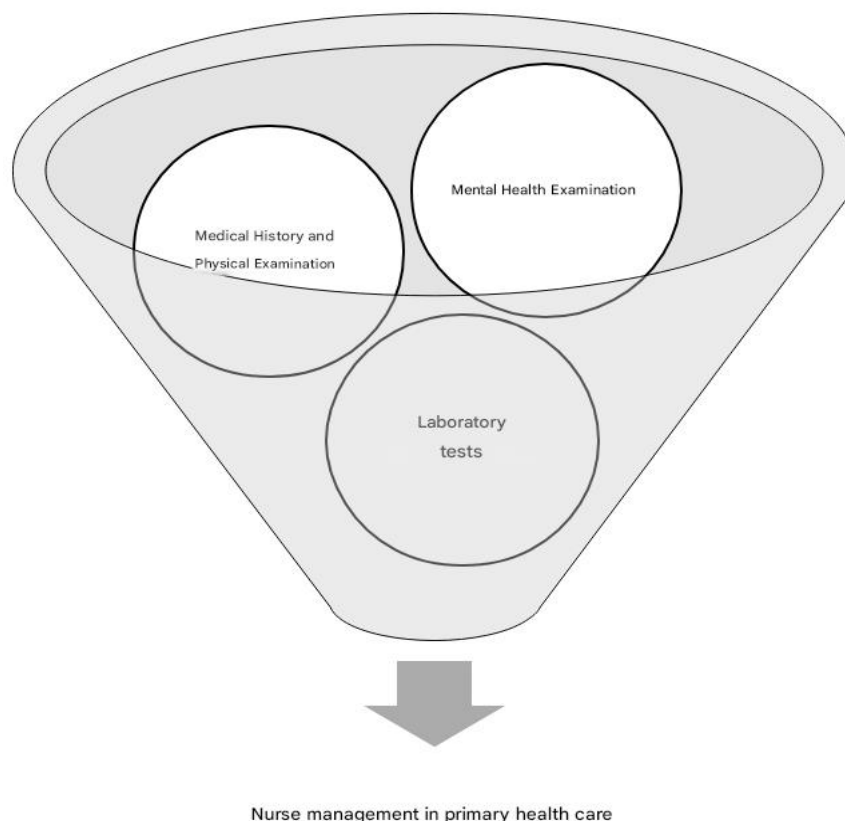 Mental Health Examination
Medical History and
Physical Examination
Laboratory
tests
Nurse management in primary health care